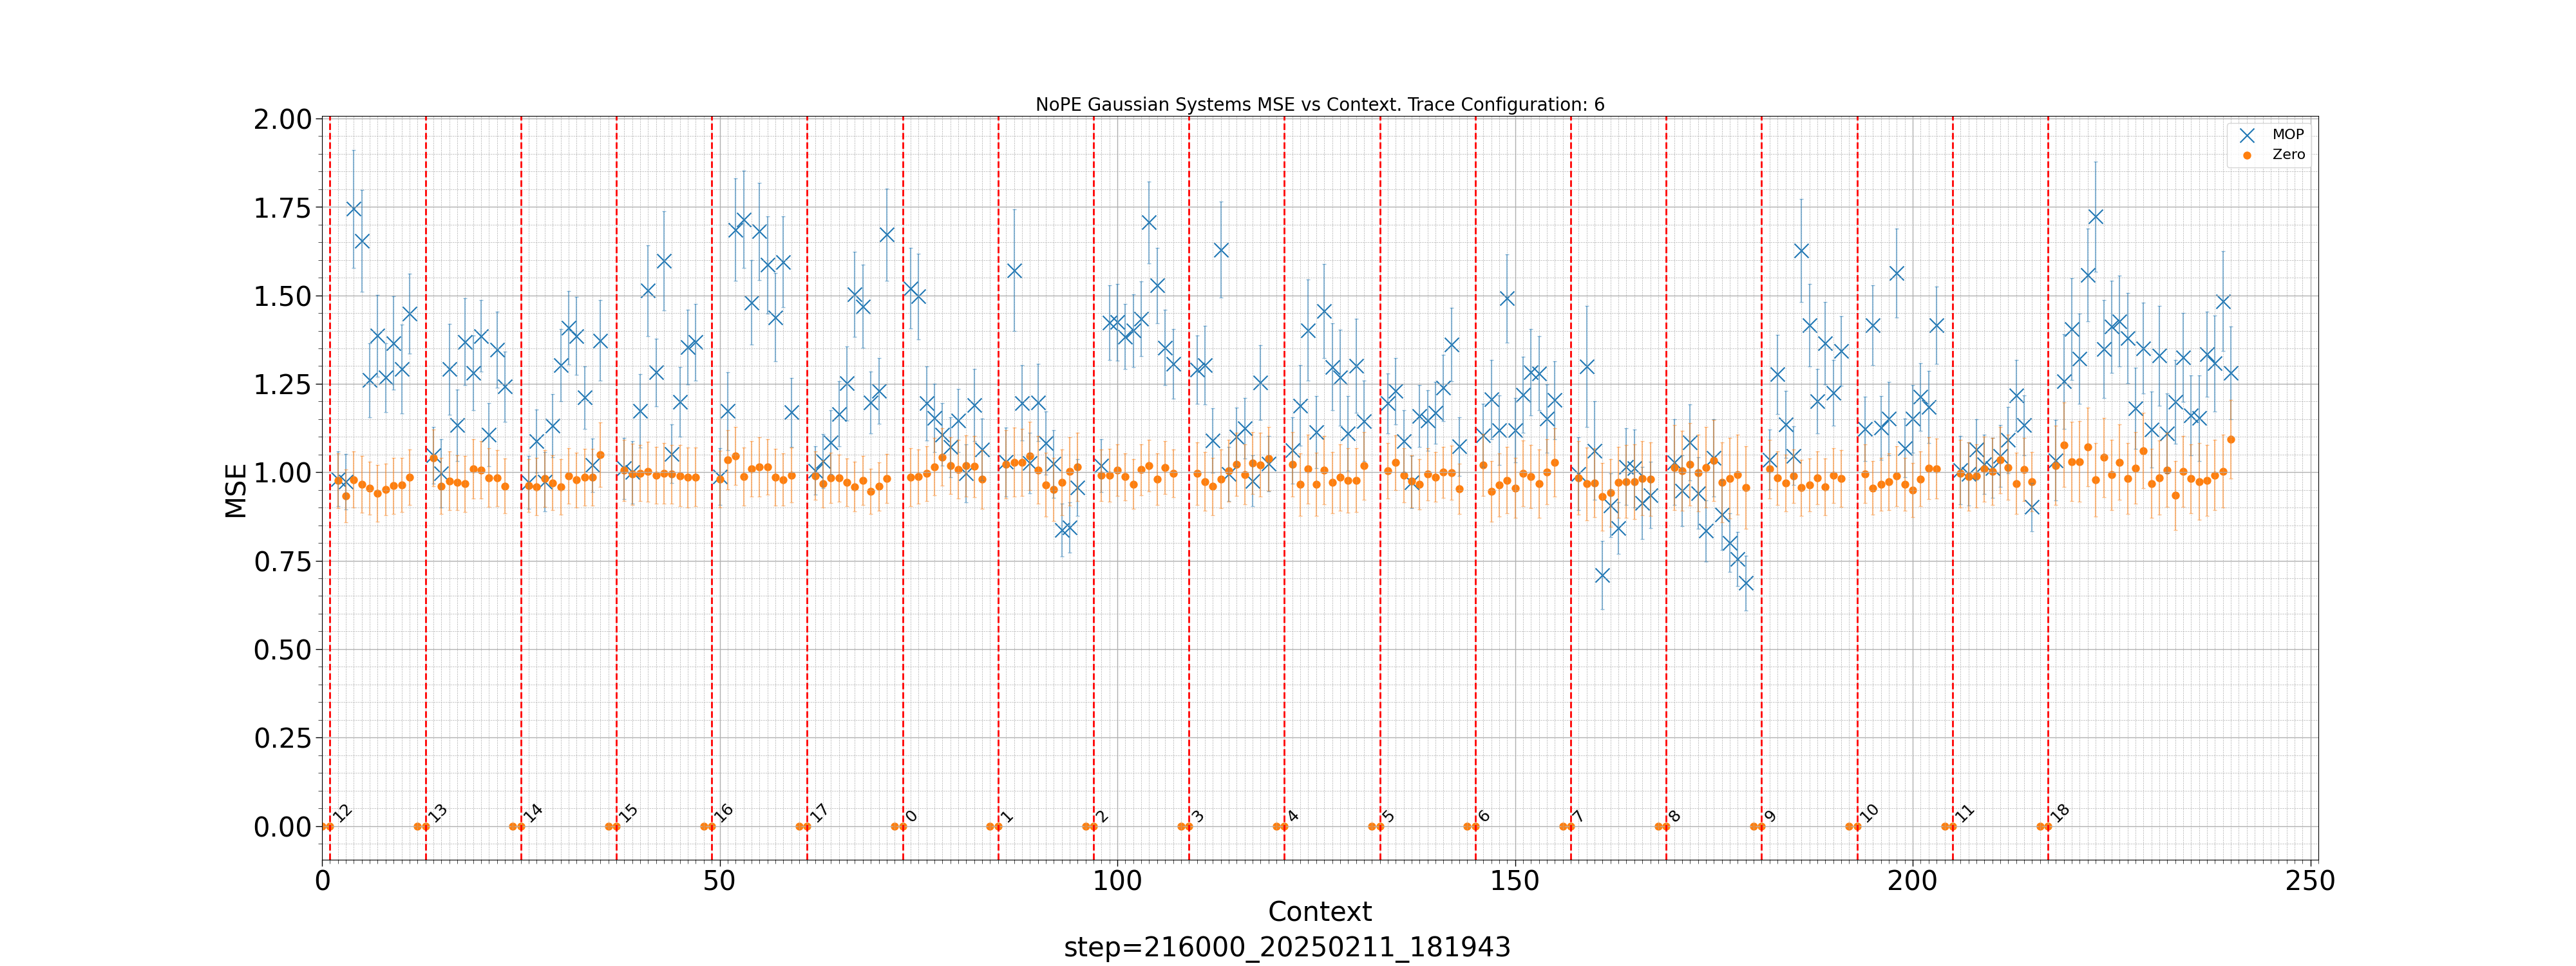 NoPE Gaussian Systems MSE vs Context. Trace Configuration: 6
MOP
Zero
2.00
1.75
1.50
1.25
1.00
0.75
0.50
0.25
0.00
MSE
12 13 14 15 16 17 0 1 2 3 4 5 6 7 8 9 10 11 18
0 50 100 150 200 250
Context
step=216000_20250211_181943